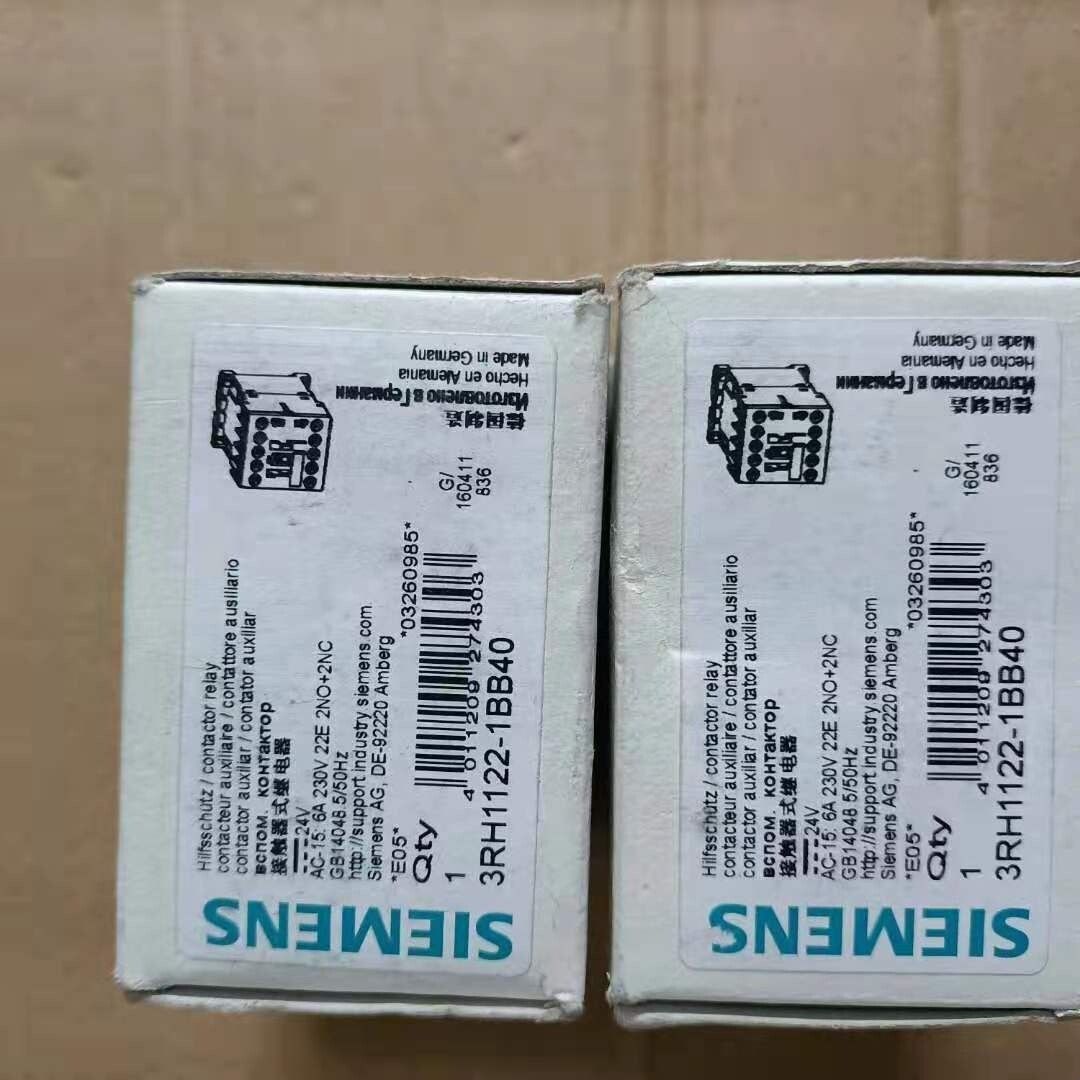 Hilfsschütz / contactor relay
contacteur auxiliaire / contattore ausiliario
contactor auxiliar / contator auxiliar
вспом. контактор
接触器式继电器
24V
AC-15: 6A 230V 22E 2NO+2NC
GB14048.5/50Hz
http://support.industry.siemens.com
Siemens AG, DE-92220 Amberg
*E05*
*03260985*
Qty
1
4 011209 274303
3RH1122-1BB40
SIEMENS
G/
160411
836
德国制造
Изготовлено в Германии
Hecho en Alemania
Made in Germany
Hilfsschütz / contactor relay
contacteur auxiliaire / contattore ausiliario
contactor auxiliar / contator auxiliar
вспом. контактор
接触器式继电器
24V
AC-15: 6A 230V 22E 2NO+2NC
GB14048.5/50Hz
http://support.industry.siemens.com
Siemens AG, DE-92220 Amberg
*E05*
*03260985*
Qty
1
4 011209 274303
3RH1122-1BB40
SIEMENS
G/
160411
836
德国制造
Изготовлено в Германии
Hecho en Alemania
Made in Germany